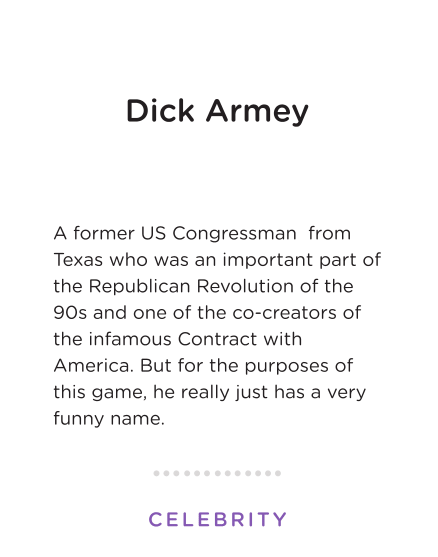 Dick Armey
A former US Congressman  from
Texas who was an important part of
the Republican Revolution of the
90s and one of the co-creators of
the infamous Contract with
America. But for the purposes of
this game, he really just has a very
funny name.
CELEBRITY